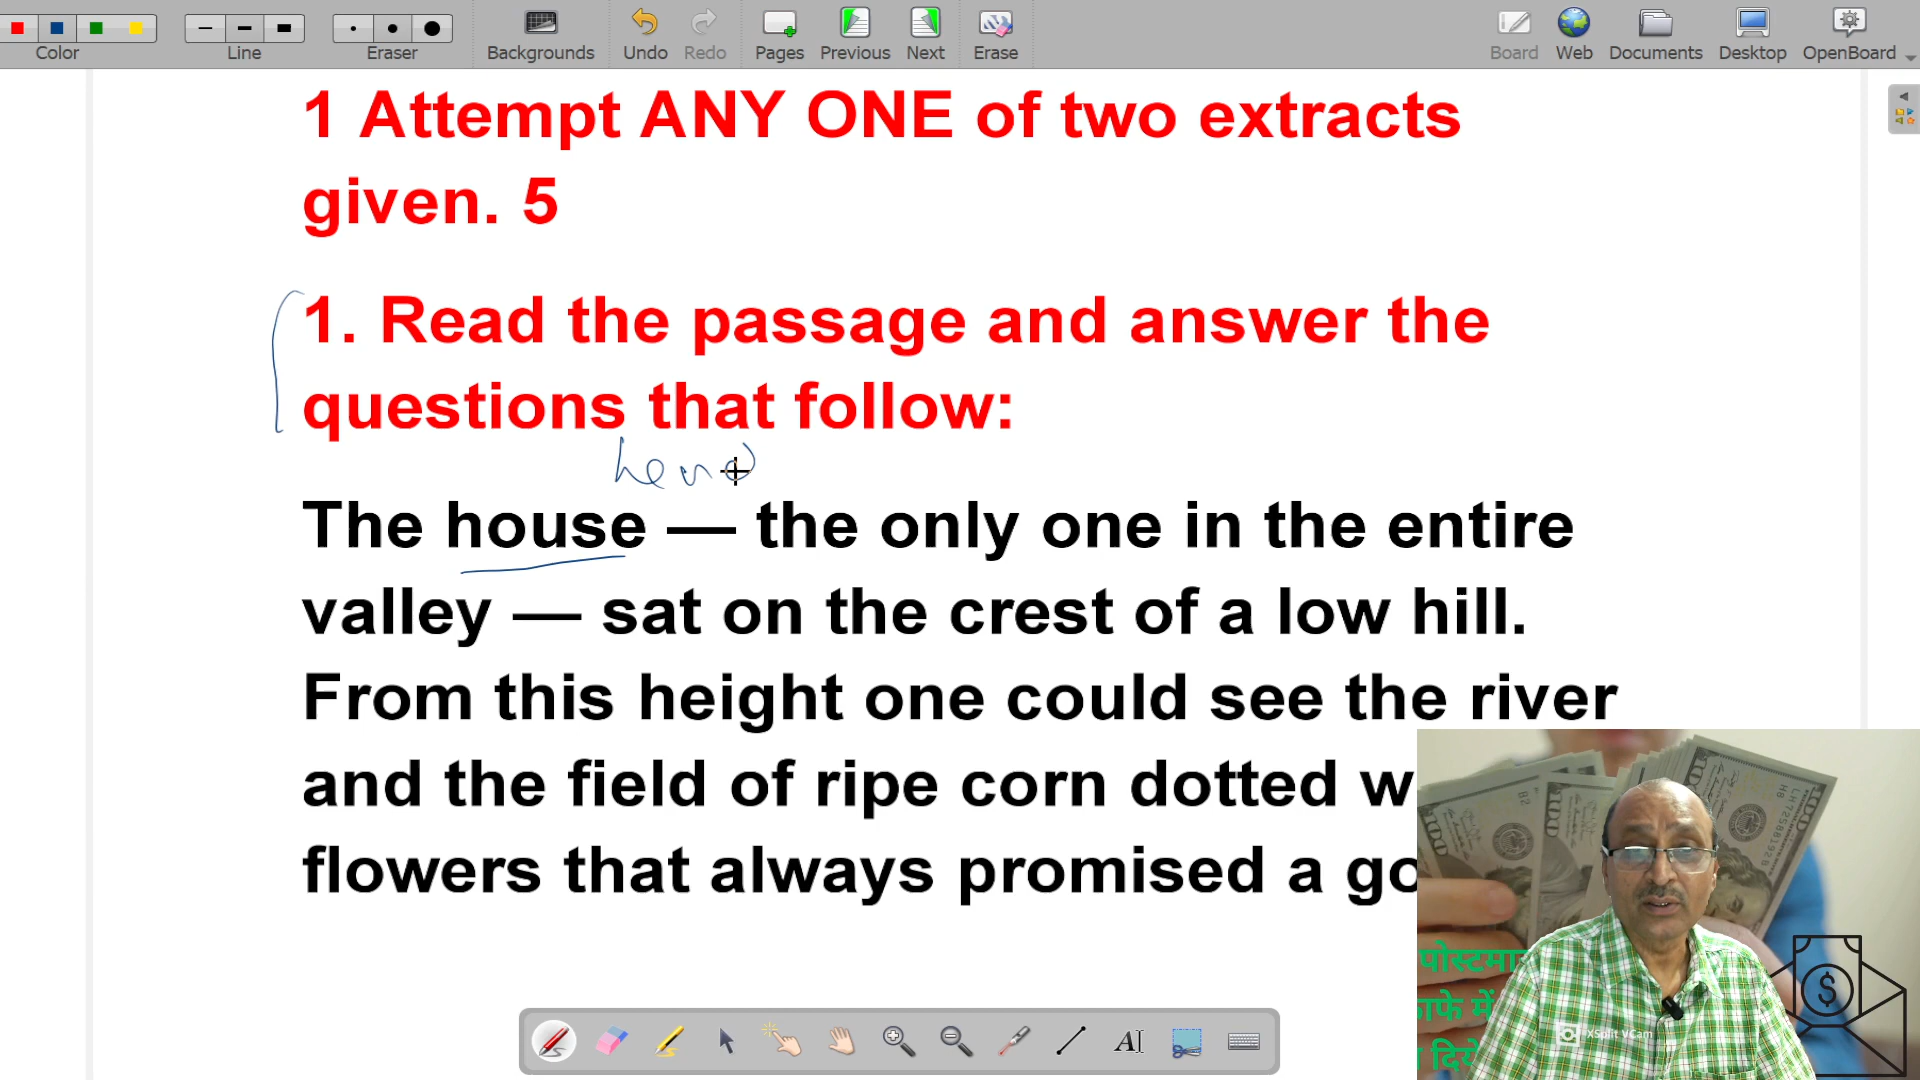 Color Line Eraser Backgrounds Undo Redo Pages Previous Next Erase Board Web Documents Desktop OpenBoard
1 Attempt ANY ONE of two extracts
given. 5
1. Read the passage and answer the
questions that follow:
The house — the only one in the entire
valley — sat on the crest of a low hill.
From this height one could see the river
and the field of ripe corn dotted w
flowers that always promised a go
XSplit VCam